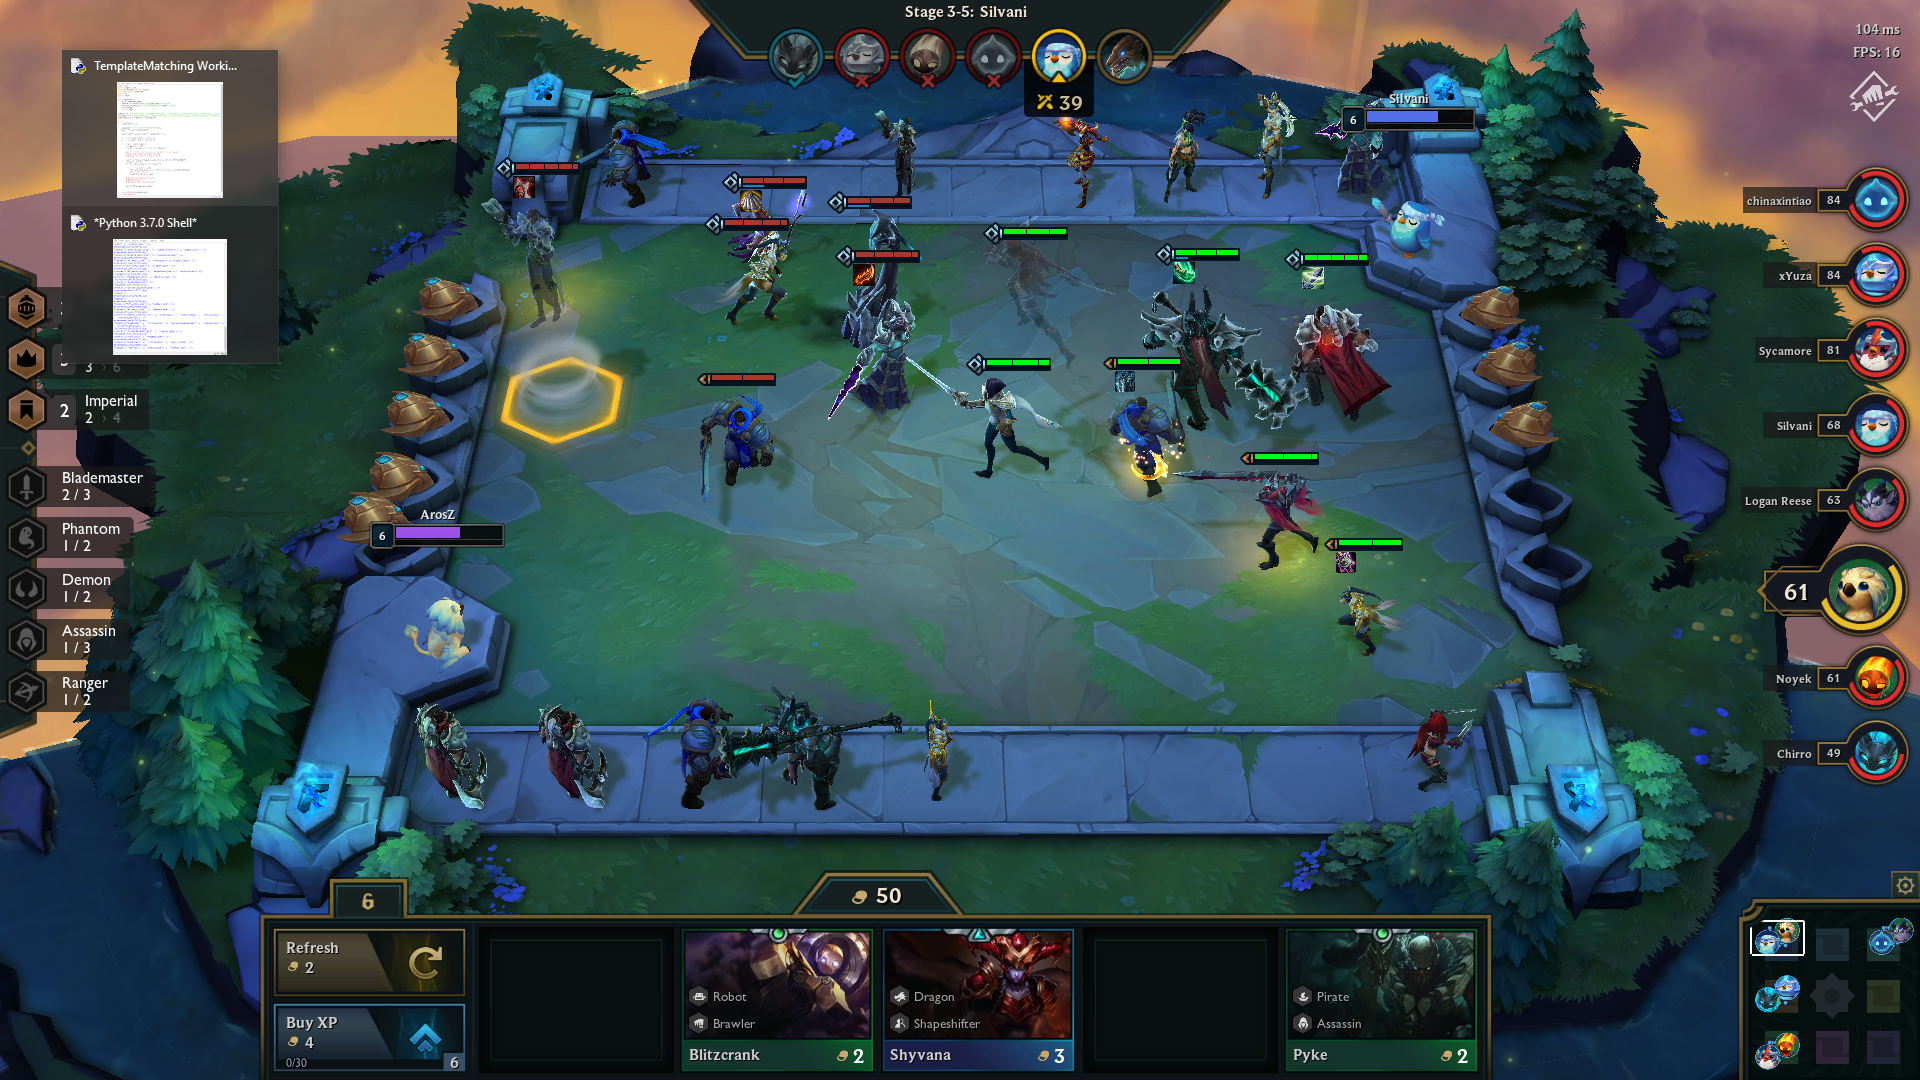 Stage 3-5: Silvani
104 ms
FPS: 16
TemplateMatching Worki...
39
Silvani
6
*Python 3.7.0 Shell*
chinaxintiao 84
xYuza 84
Sycamore 81
Silvani 68
Logan Reese 63
61
Noyek 61
Chirro 49
3 › 6
2 Imperial
2 › 4
Blademaster
2 / 3
Phantom
1 / 2
Demon
1 / 2
Assassin
1 / 3
Ranger
1 / 2
ArosZ
6
6
50
Refresh
2
Buy XP
4
0/30
6
Robot
Brawler
Blitzcrank 2
Dragon
Shapeshifter
Shyvana 3
Pirate
Assassin
Pyke 2